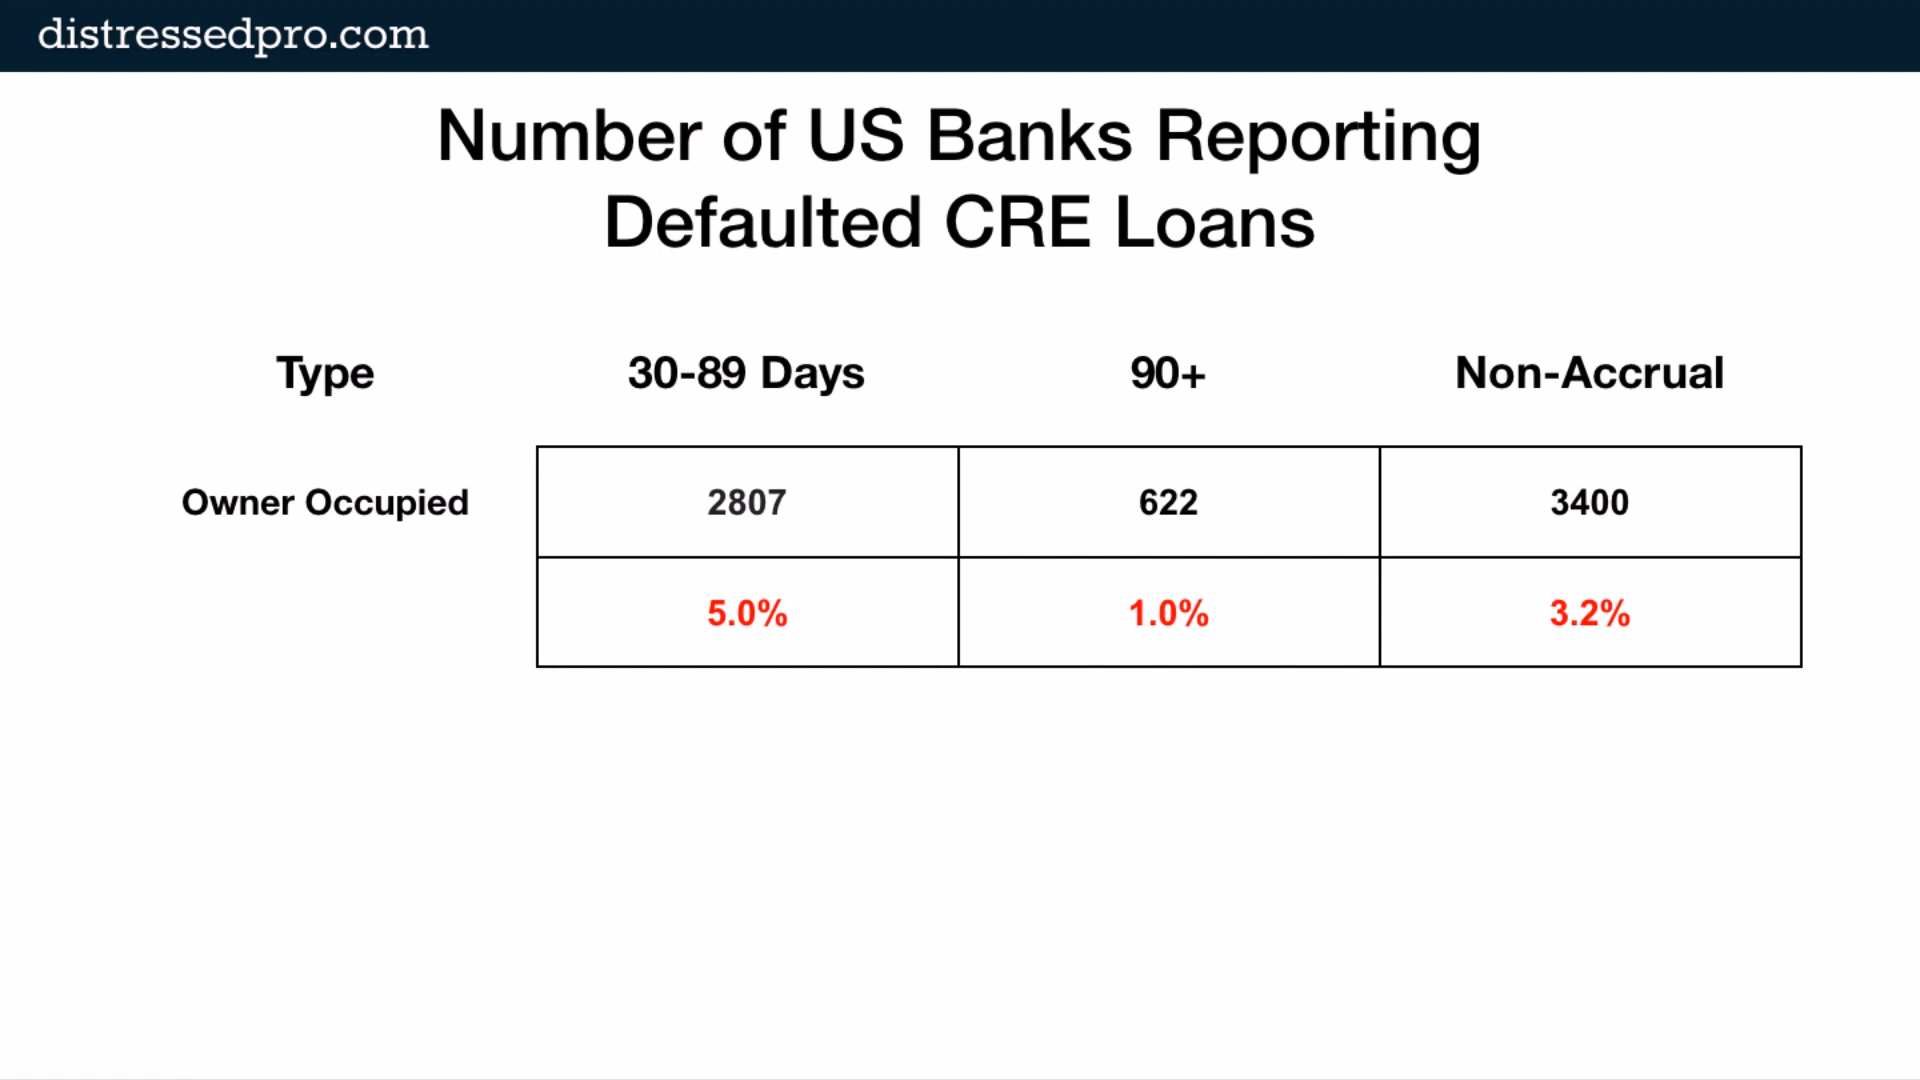 distressedpro.com
Number of US Banks Reporting
Defaulted CRE Loans
Type 30-89 Days 90+ Non-Accrual
Owner Occupied 2807 622 3400
5.0% 1.0% 3.2%